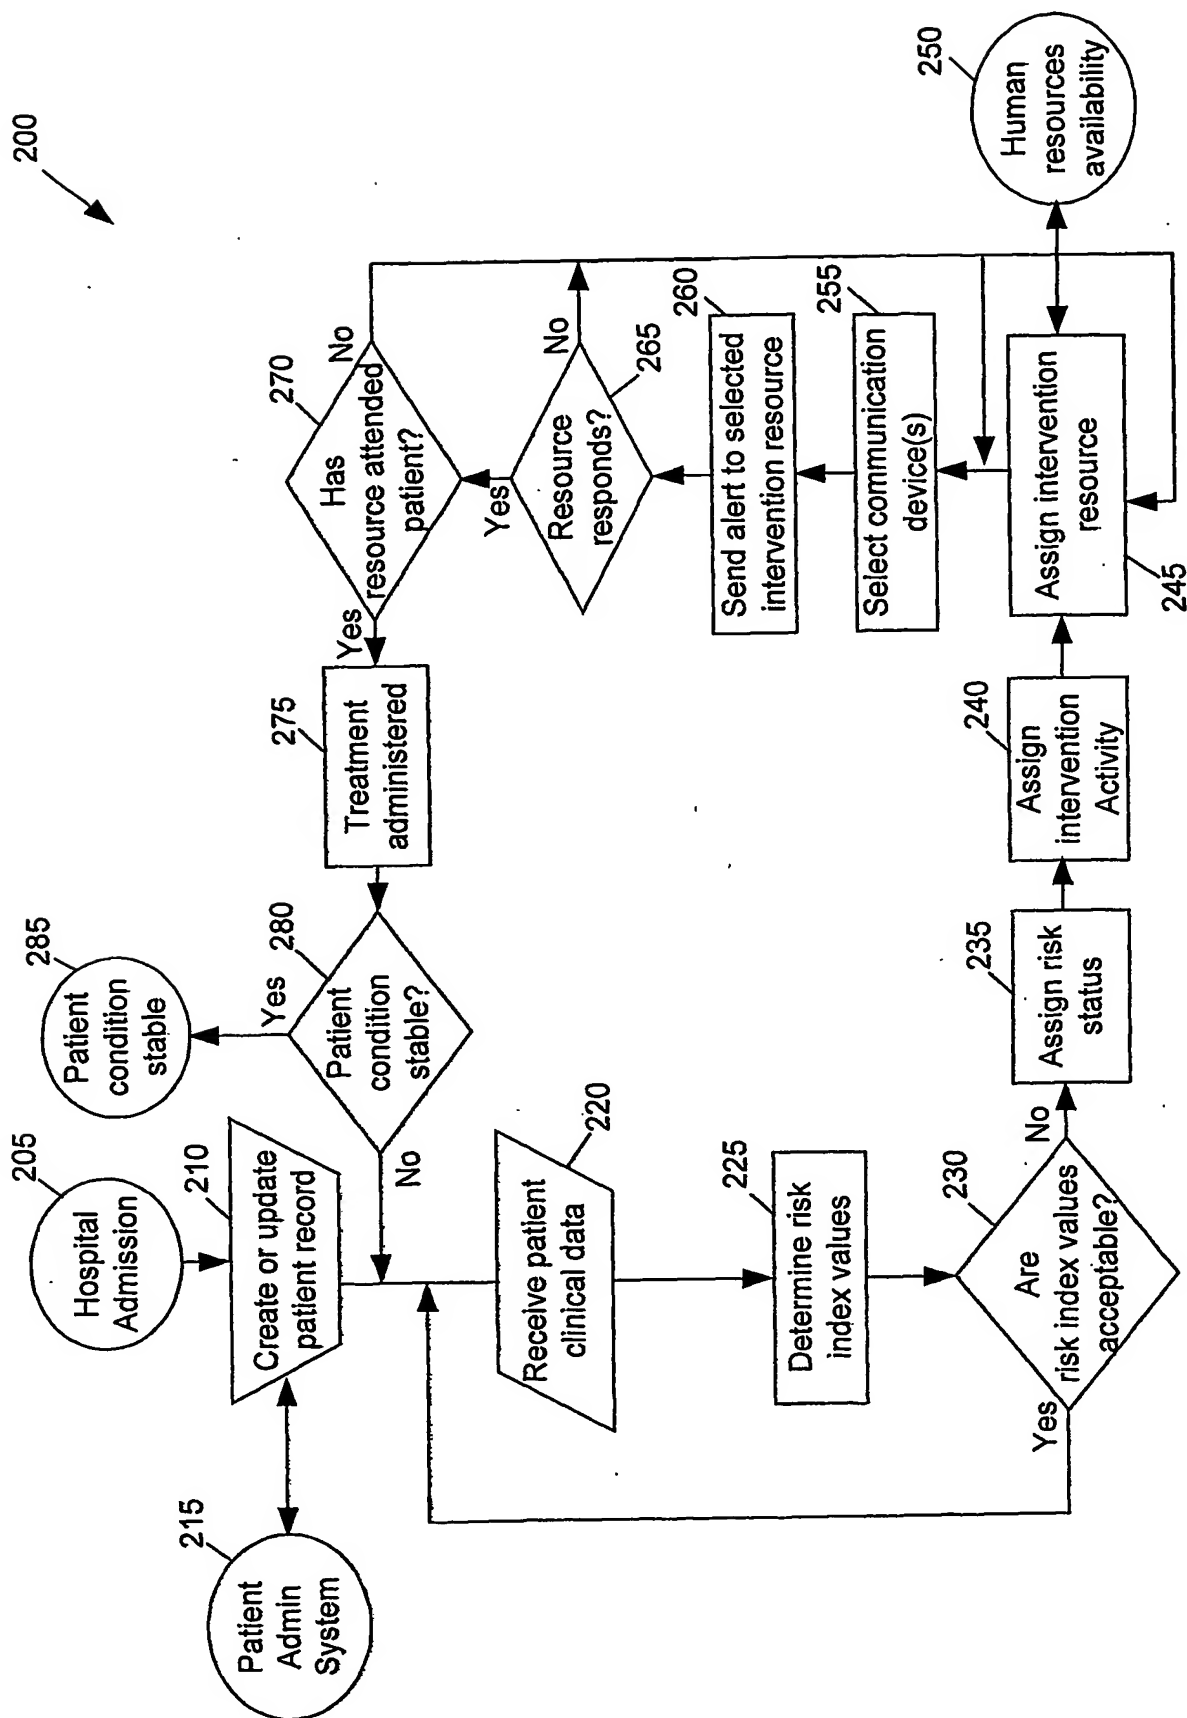 200
205
Hospital
Admission
285
Patient
condition
stable
215
Patient
Admin
System
210
Create or update
patient record
Yes
280
Patient
condition
stable?
No
275
Treatment
administered
Yes
270
Has
resource attended
patient?
No
220
Receive patient
clinical data
Yes
265
Resource
responds?
No
260
Send alert to selected
intervention resource
225
Determine risk
index values
255
Select communication
device(s)
230
Are
risk index values
acceptable?
Yes
No
235
Assign risk
status
240
Assign
intervention
Activity
245
Assign intervention
resource
250
Human
resources
availability